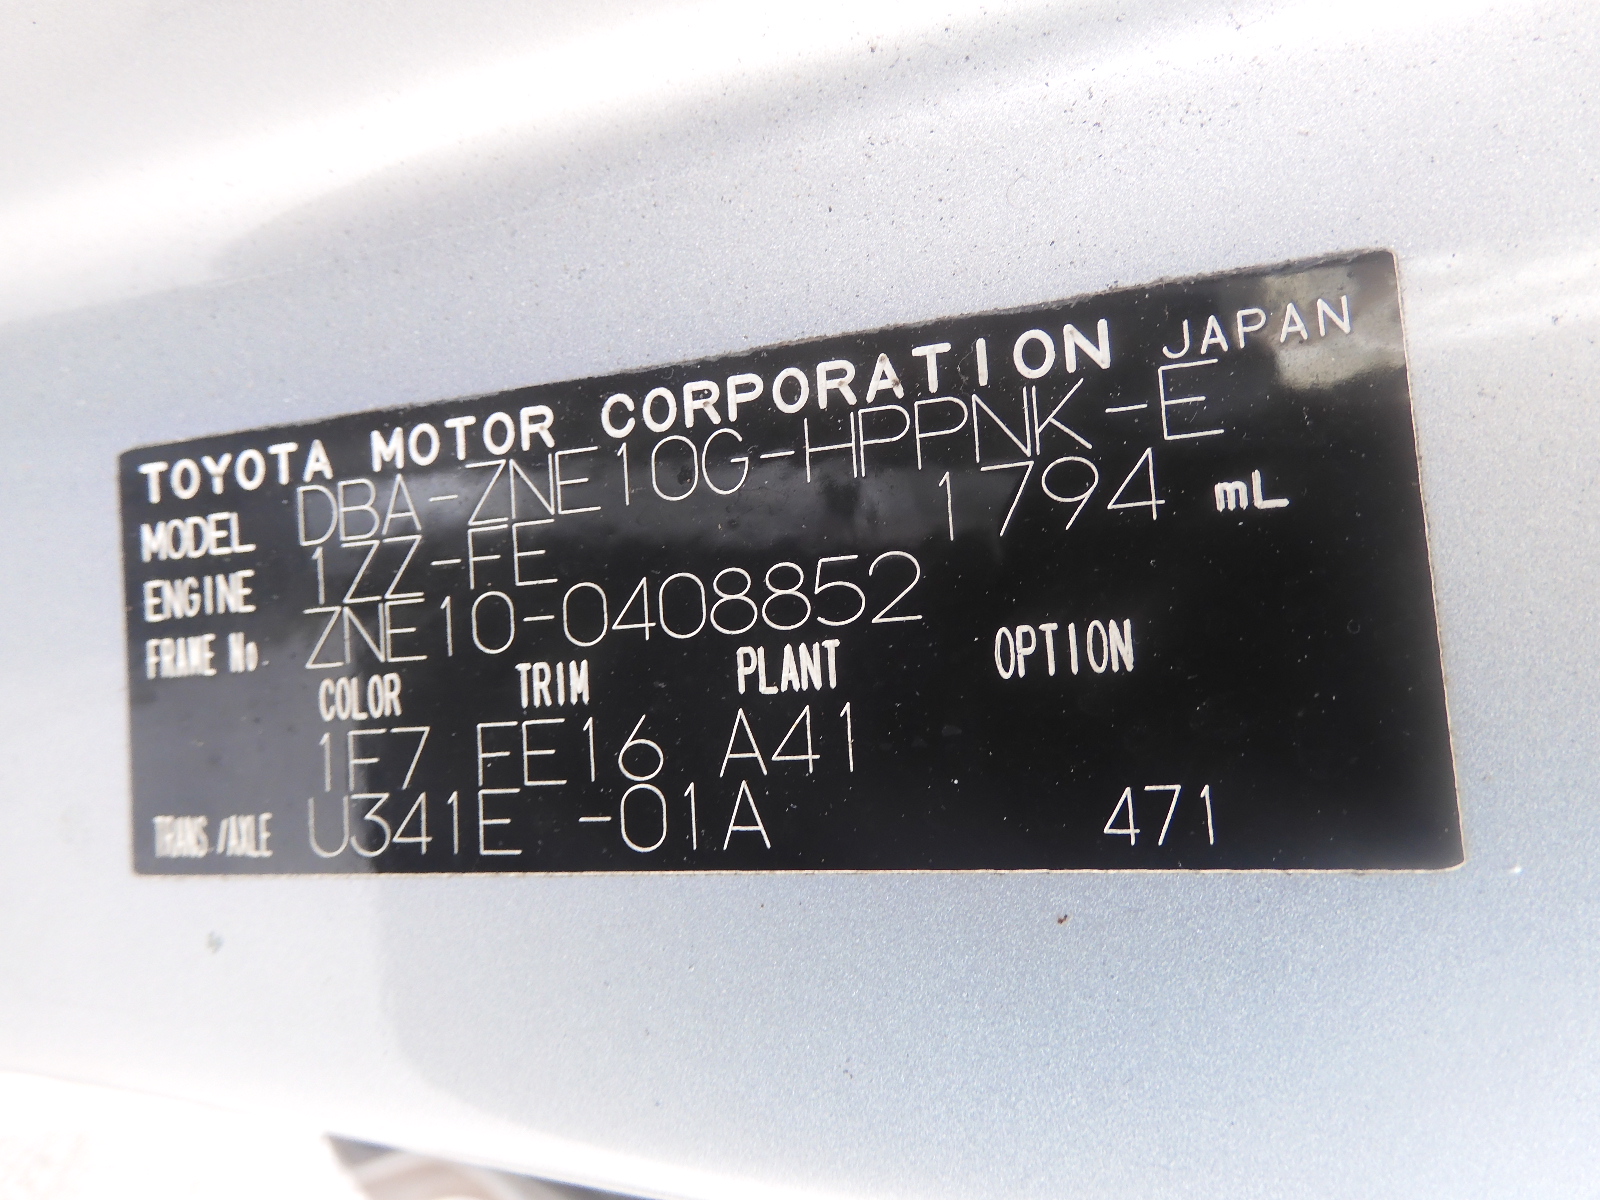 TOYOTA MOTOR CORPORATION JAPAN
MODEL DBA-ZNE10G-HPPNK-E
ENGINE 1ZZ-FE 1794 mL
FRAME No. ZNE10-0408852
COLOR TRIM PLANT OPTION
1F7 FE16 A41
TRANS./AXLE U341E -01A 471